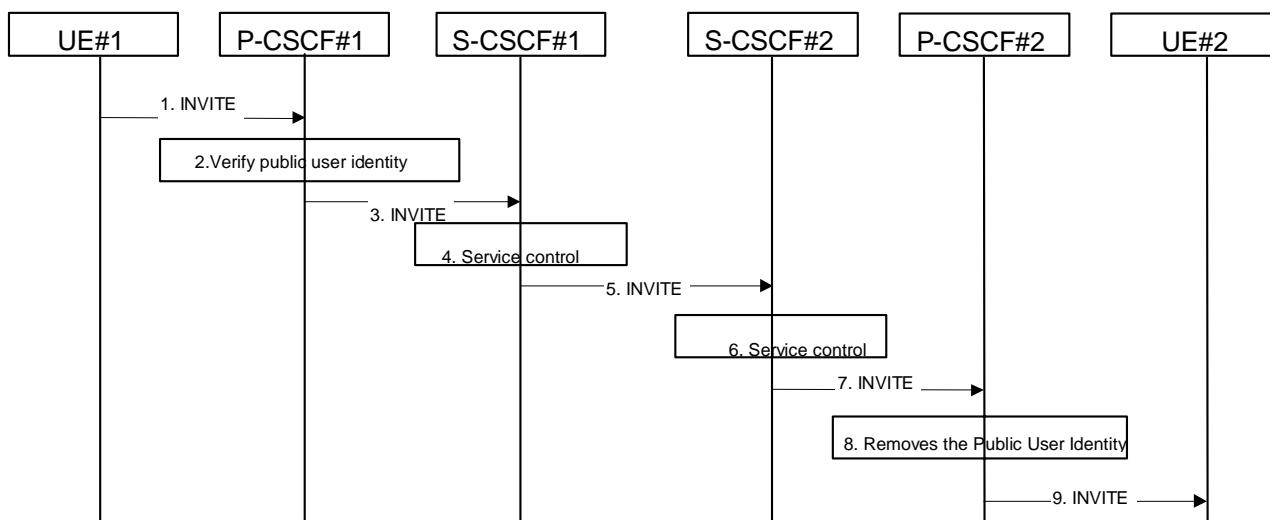 UE#1
P-CSCF#1
S-CSCF#1
S-CSCF#2
P-CSCF#2
UE#2
1. INVITE
2.Verify public user identity
3. INVITE
4. Service control
5. INVITE
6. Service control
7. INVITE
8. Removes the Public User Identity
9. INVITE